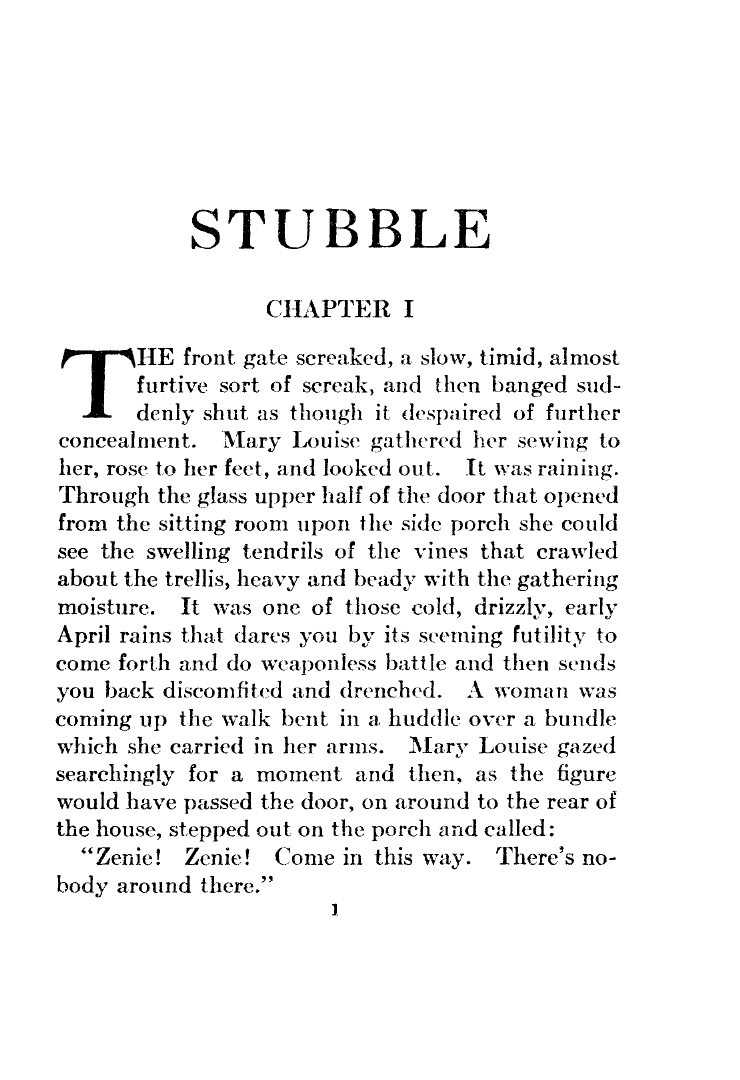 STUBBLE
CHAPTER I
THE front gate screaked, a slow, timid, almost
furtive sort of screak, and then banged sud-
denly shut as though it despaired of further
concealment. Mary Louise gathered her sewing to
her, rose to her feet, and looked out. It was raining.
Through the glass upper half of the door that opened
from the sitting room upon the side porch she could
see the swelling tendrils of the vines that crawled
about the trellis, heavy and beady with the gathering
moisture. It was one of those cold, drizzly, early
April rains that dares you by its seeming futility to
come forth and do weaponless battle and then sends
you back discomfited and drenched. A woman was
coming up the walk bent in a huddle over a bundle
which she carried in her arms. Mary Louise gazed
searchingly for a moment and then, as the figure
would have passed the door, on around to the rear of
the house, stepped out on the porch and called:
"Zenie! Zenie! Come in this way. There's no-
body around there."
1